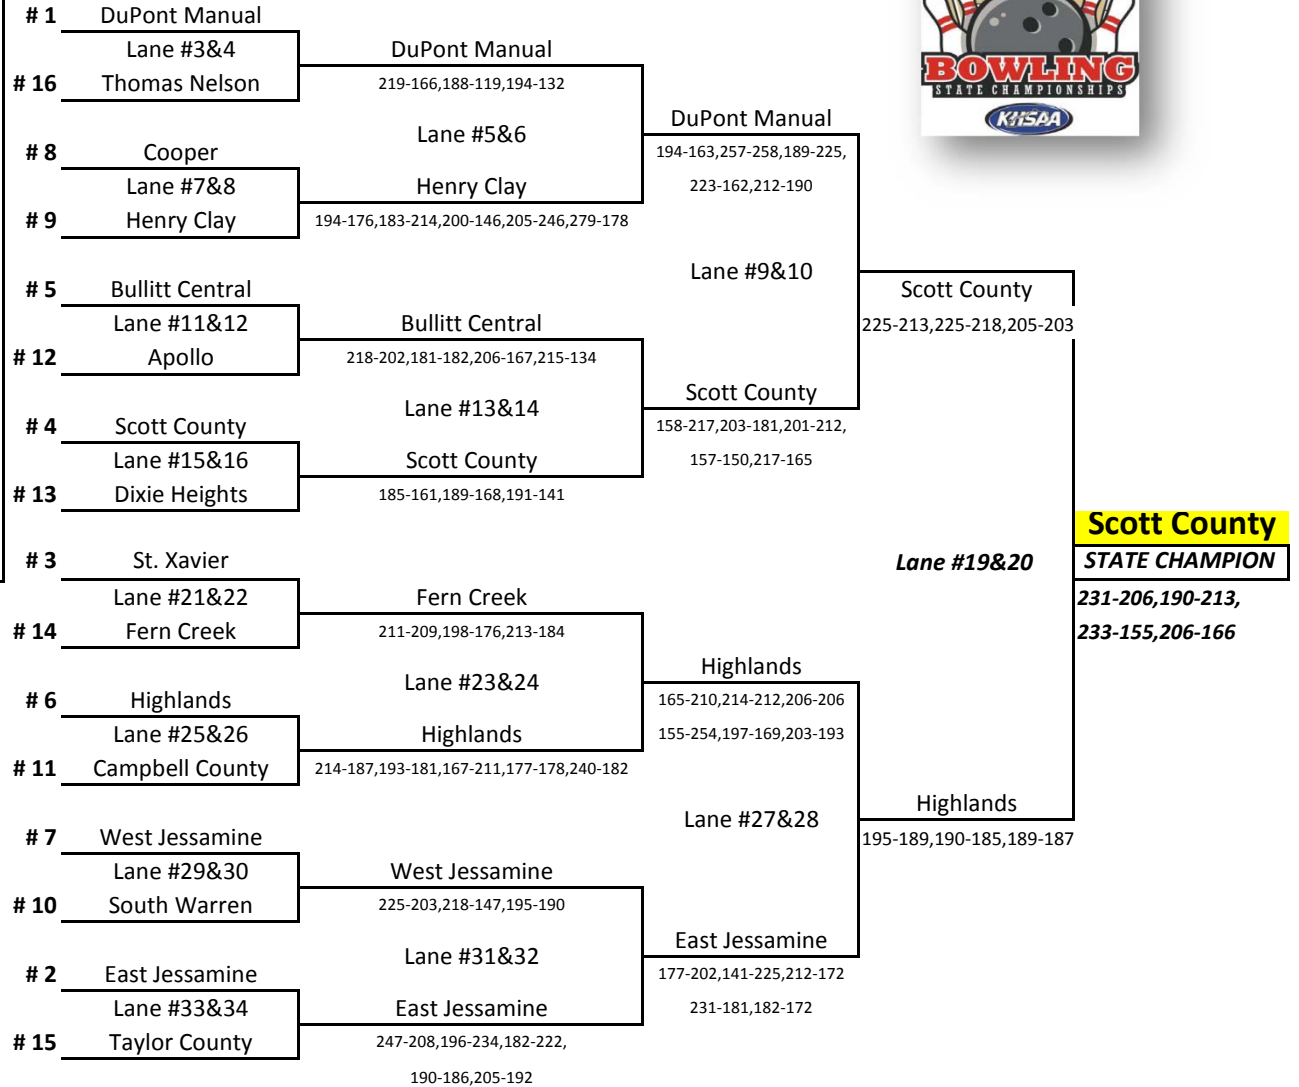 # 1 DuPont Manual
Lane #3&4
# 16 Thomas Nelson
# 8 Cooper
Lane #7&8
# 9 Henry Clay
# 5 Bullitt Central
Lane #11&12
# 12 Apollo
# 4 Scott County
Lane #15&16
# 13 Dixie Heights
# 3 St. Xavier
Lane #21&22
# 14 Fern Creek
# 6 Highlands
Lane #25&26
# 11 Campbell County
# 7 West Jessamine
Lane #29&30
# 10 South Warren
# 2 East Jessamine
Lane #33&34
# 15 Taylor County
DuPont Manual
219-166,188-119,194-132
Lane #5&6
Henry Clay
194-176,183-214,200-146,205-246,279-178
Bullitt Central
218-202,181-182,206-167,215-134
Lane #13&14
Scott County
185-161,189-168,191-141
Fern Creek
211-209,198-176,213-184
Lane #23&24
Highlands
214-187,193-181,167-211,177-178,240-182
West Jessamine
225-203,218-147,195-190
Lane #31&32
East Jessamine
247-208,196-234,182-222,
190-186,205-192
DuPont Manual
194-163,257-258,189-225,
223-162,212-190
Lane #9&10
Scott County
158-217,203-181,201-212,
157-150,217-165
Highlands
165-210,214-212,206-206
155-254,197-169,203-193
Lane #27&28
East Jessamine
177-202,141-225,212-172
231-181,182-172
BOWLING
STATE CHAMPIONSHIPS
KHSAA
Scott County
225-213,225-218,205-203
Lane #19&20
Highlands
195-189,190-185,189-187
Scott County
STATE CHAMPION
231-206,190-213,
233-155,206-166